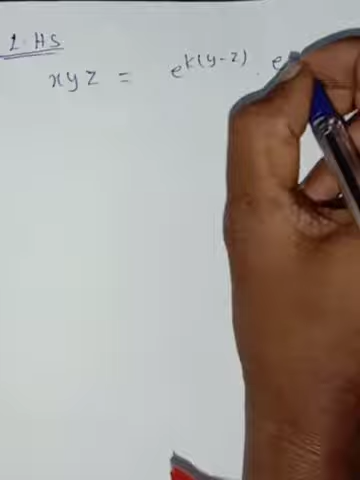 L.HS
xyz = e^{k(y-z)} . e